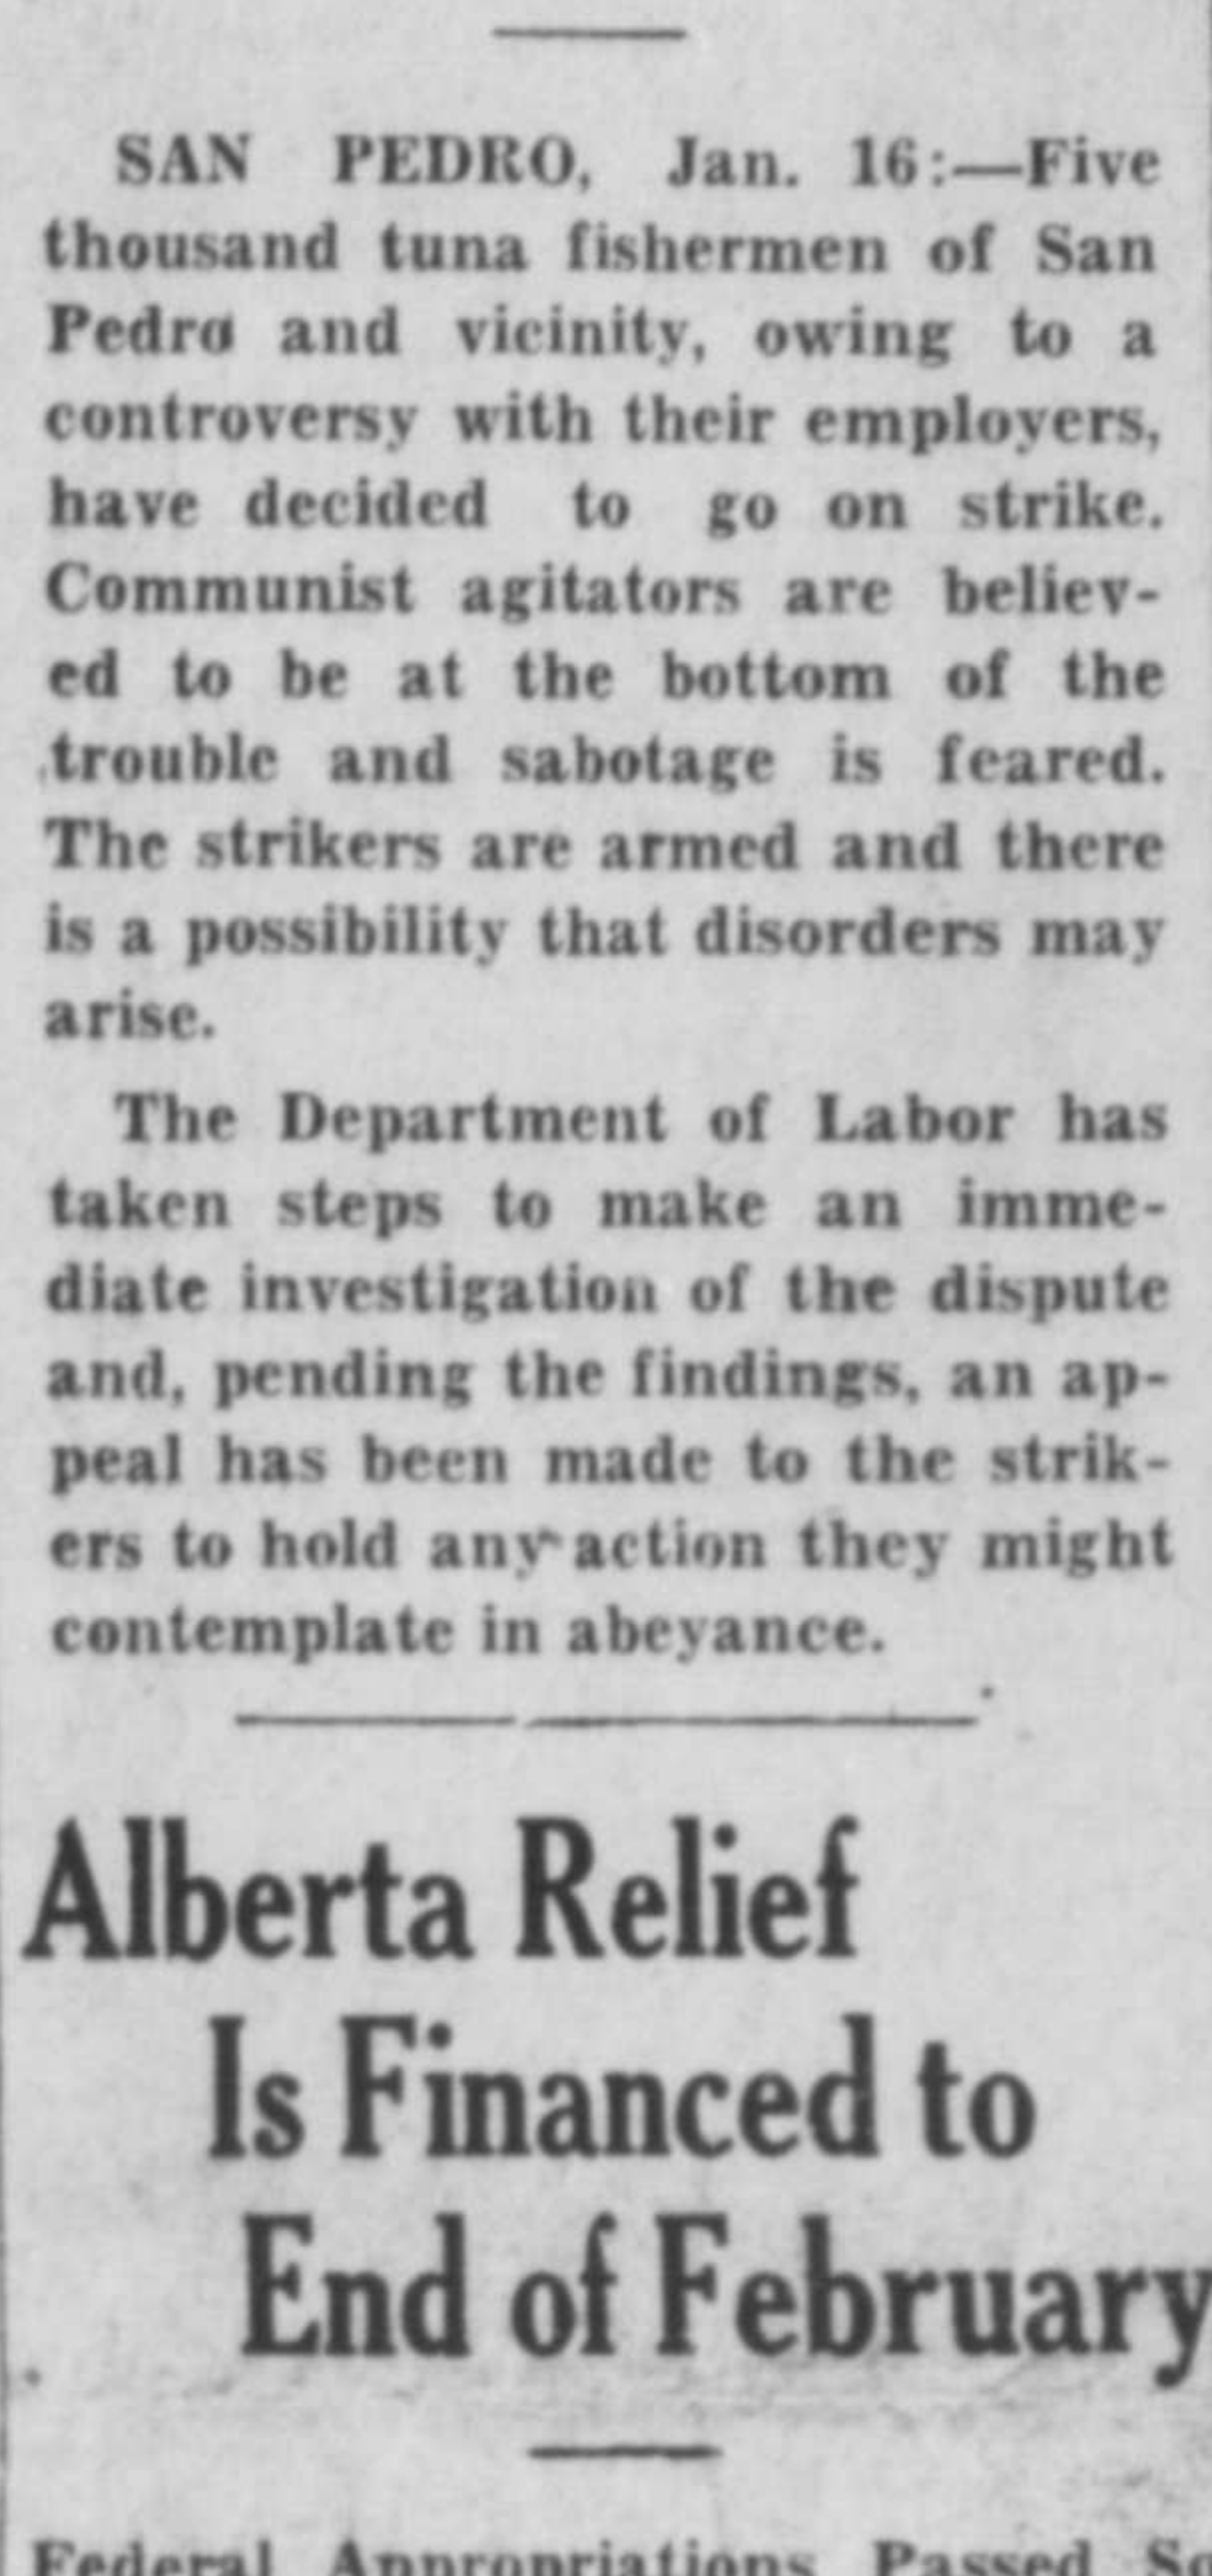 SAN PEDRO, Jan. 16:—Five
thousand tuna fishermen of San
Pedro and vicinity, owing to a
controversy with their employers,
have decided to go on strike.
Communist agitators are believ-
ed to be at the bottom of the
trouble and sabotage is feared.
The strikers are armed and there
is a possibility that disorders may
arise.
The Department of Labor has
taken steps to make an imme-
diate investigation of the dispute
and, pending the findings, an ap-
peal has been made to the strik-
ers to hold any action they might
contemplate in abeyance.
Alberta Relief
Is Financed to
End of February
Federal Appropriations Passed